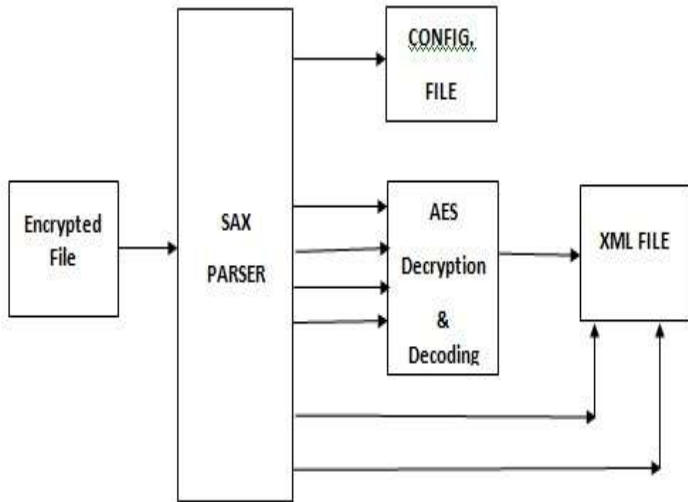 CONFIG.
FILE
Encrypted
File
SAX
PARSER
AES
Decryption
&
Decoding
XML FILE